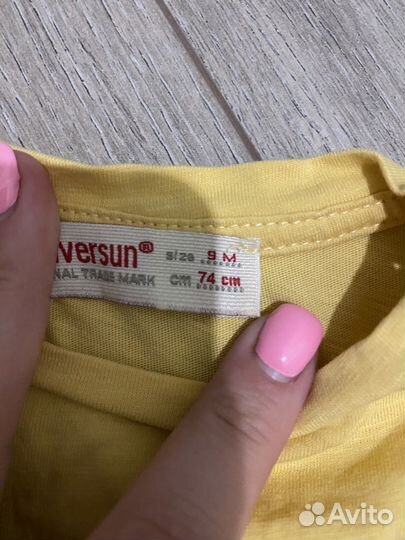 versun® size 9 M
NAL TRADE MARK cm 74 cm
Avito